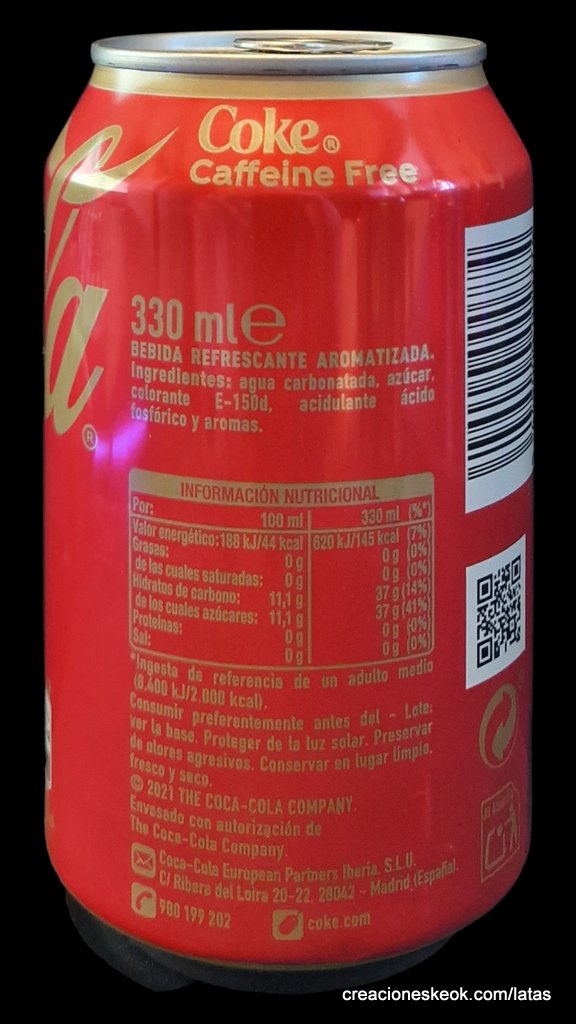 Coke®
Caffeine Free
a®
330 ml e
BEBIDA REFRESCANTE AROMATIZADA.
Ingredientes: agua carbonatada, azúcar,
colorante E-150d, acidulante ácido
fosfórico y aromas.
INFORMACIÓN NUTRICIONAL
Por: 100 ml 330 ml (%*)
Valor energético: 188 kJ/44 kcal 620 kJ/145 kcal (7%)
Grasas: 0 g 0 g (0%)
de las cuales saturadas: 0 g 0 g (0%)
Hidratos de carbono: 11,1 g 37 g (14%)
de los cuales azúcares: 11,1 g 37 g (41%)
Proteínas: 0 g 0 g (0%)
Sal: 0 g 0 g (0%)
*Ingesta de referencia de un adulto medio
(8.400 kJ/2.000 kcal).
Consumir preferentemente antes del - Lote:
ver la base. Proteger de la luz solar. Preservar
de olores agresivos. Conservar en lugar limpio,
fresco y seco.
© 2021 THE COCA-COLA COMPANY.
Envasado con autorización de
The Coca-Cola Company.
Coca-Cola European Partners Iberia, S.L.U.
C/ Ribera del Loira 20-22. 28042 - Madrid (España).
900 199 202 coke.com
creacioneskeok.com/latas